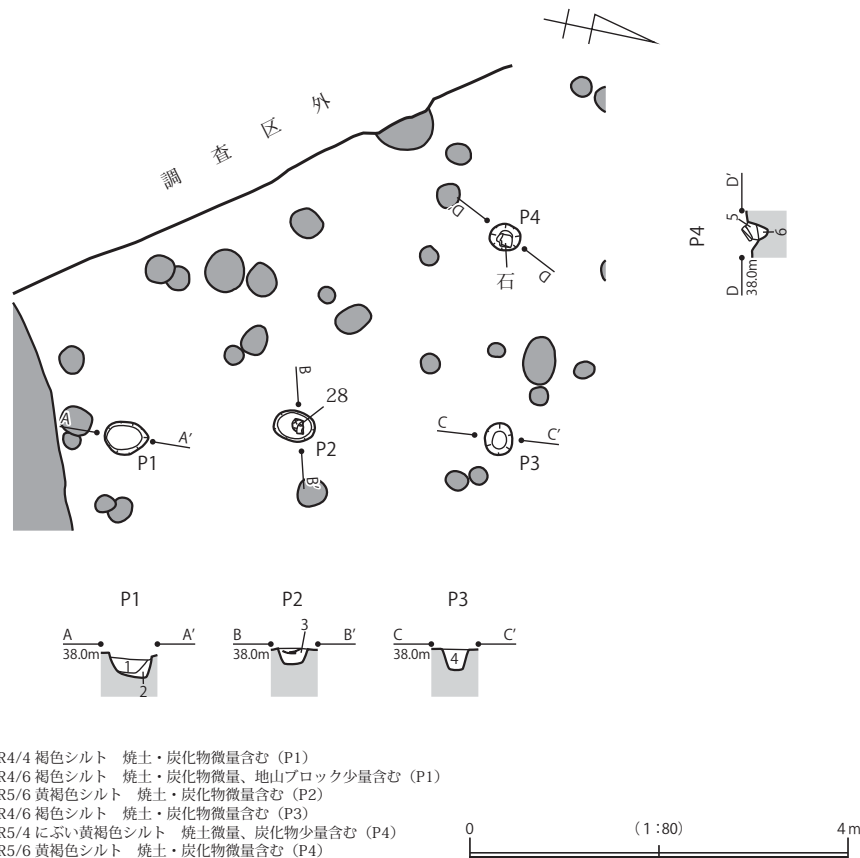 調査区外
D'
P4
石
D
P4
D'
5
6
D
38.0m
B
28
A
A'
P1
P2
B'
C
C'
P3
P1
P2
P3
A
A'
38.0m
1
2
B
B'
38.0m
3
C
C'
38.0m
4
R4/4 褐色シルト 焼土・炭化物微量含む（P1）
R4/6 褐色シルト 焼土・炭化物微量、地山ブロック少量含む（P1）
R5/6 黄褐色シルト 焼土・炭化物微量含む（P2）
R4/6 褐色シルト 焼土・炭化物微量含む（P3）
R5/4 にぶい黄褐色シルト 焼土微量、炭化物少量含む（P4）
R5/6 黄褐色シルト 焼土・炭化物微量含む（P4）
0 （1:80） 4m